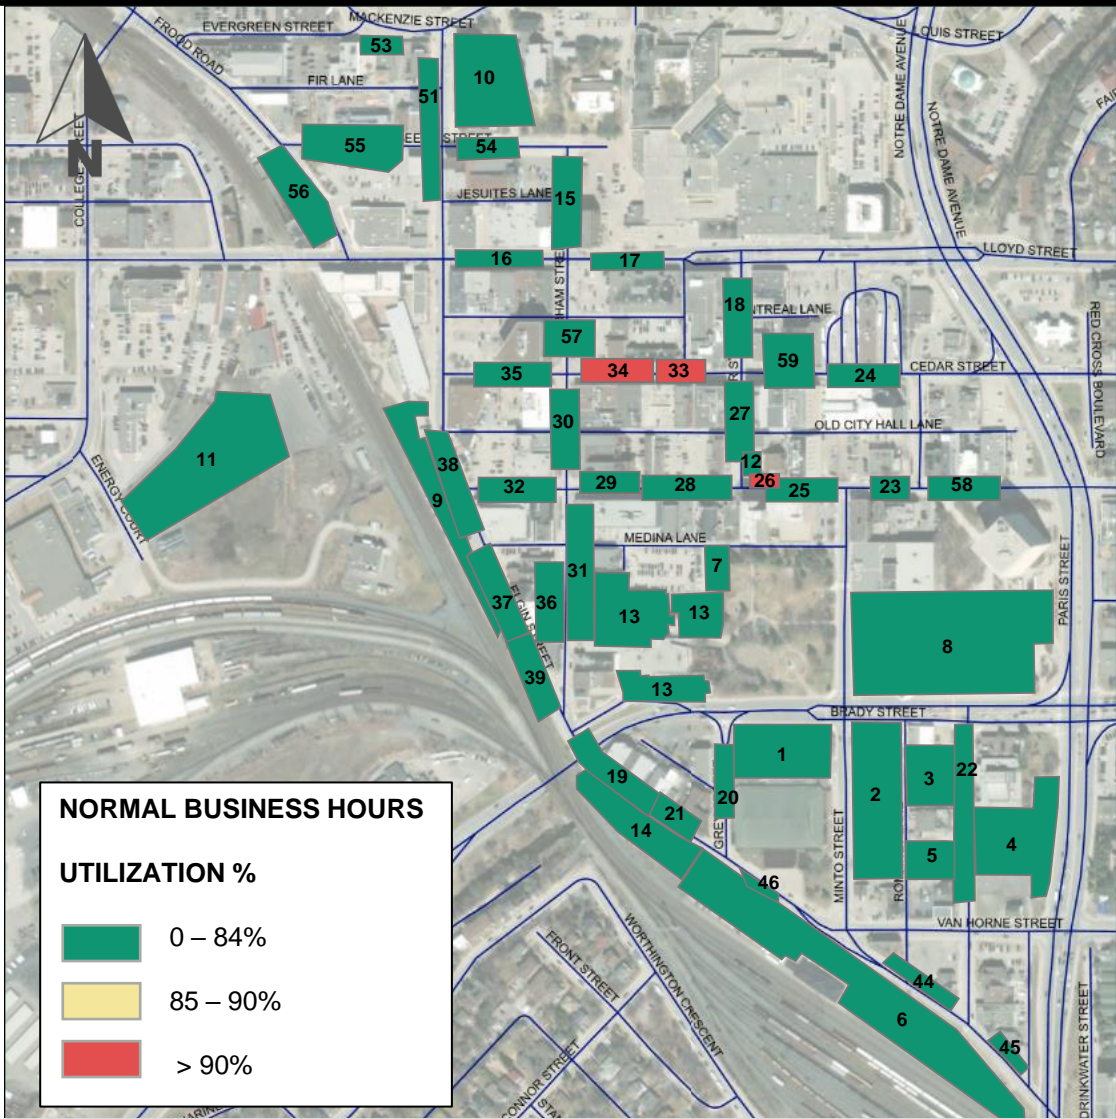 MACKENZIE STREET
EVERGREEN STREET
LOUIS STREET
FROOD ROAD
53
NOTRE DAME AVENUE
FIR LANE
10
51
NOTRE DAME AVENUE
COLLEGE STREET
N
55
STREET
54
56
JESUITES LANE
15
LLOYD STREET
16
17
18
57
59
RED CROSS BOULEVARD
35
34
33
24
CEDAR STREET
30
27
OLD CITY HALL LANE
11
38
12
ENERGY COURT
9
32
29
28
26
25
23
58
MEDINA LANE
31
7
PARIS STREET
37
ELGIN STREET
36
13
13
8
39
13
BRADY STREET
1
22
19
20
2
3
21
14
4
5
MINTO STREET
46
VAN HORNE STREET
WORTHINGTON CRESCENT
FRONT STREET
44
6
45
DRINKWATER STREET
NORMAL BUSINESS HOURS
UTILIZATION %
0 – 84%
85 – 90%
> 90%